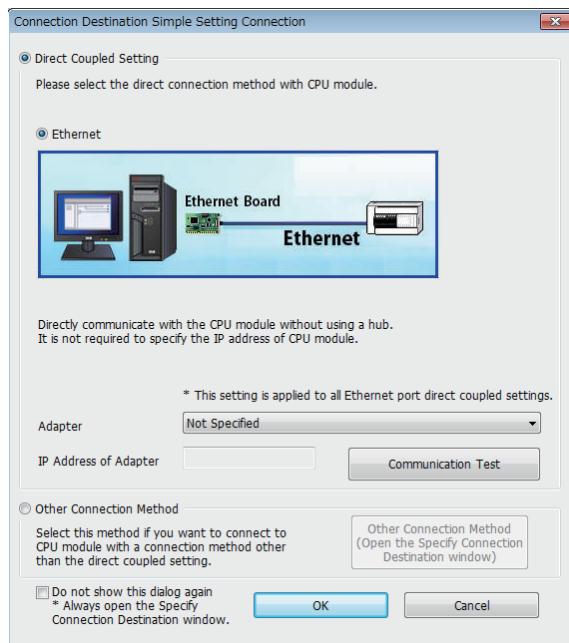 Connection Destination Simple Setting Connection
Direct Coupled Setting
Please select the direct connection method with CPU module.
Ethernet
Ethernet Board
Ethernet
Directly communicate with the CPU module without using a hub.
It is not required to specify the IP address of CPU module.
* This setting is applied to all Ethernet port direct coupled settings.
Adapter
Not Specified
IP Address of Adapter
Communication Test
Other Connection Method
Select this method if you want to connect to
CPU module with a connection method other
than the direct coupled setting.
Other Connection Method
(Open the Specify Connection
Destination window)
Do not show this dialog again
* Always open the Specify
Connection Destination window.
OK
Cancel